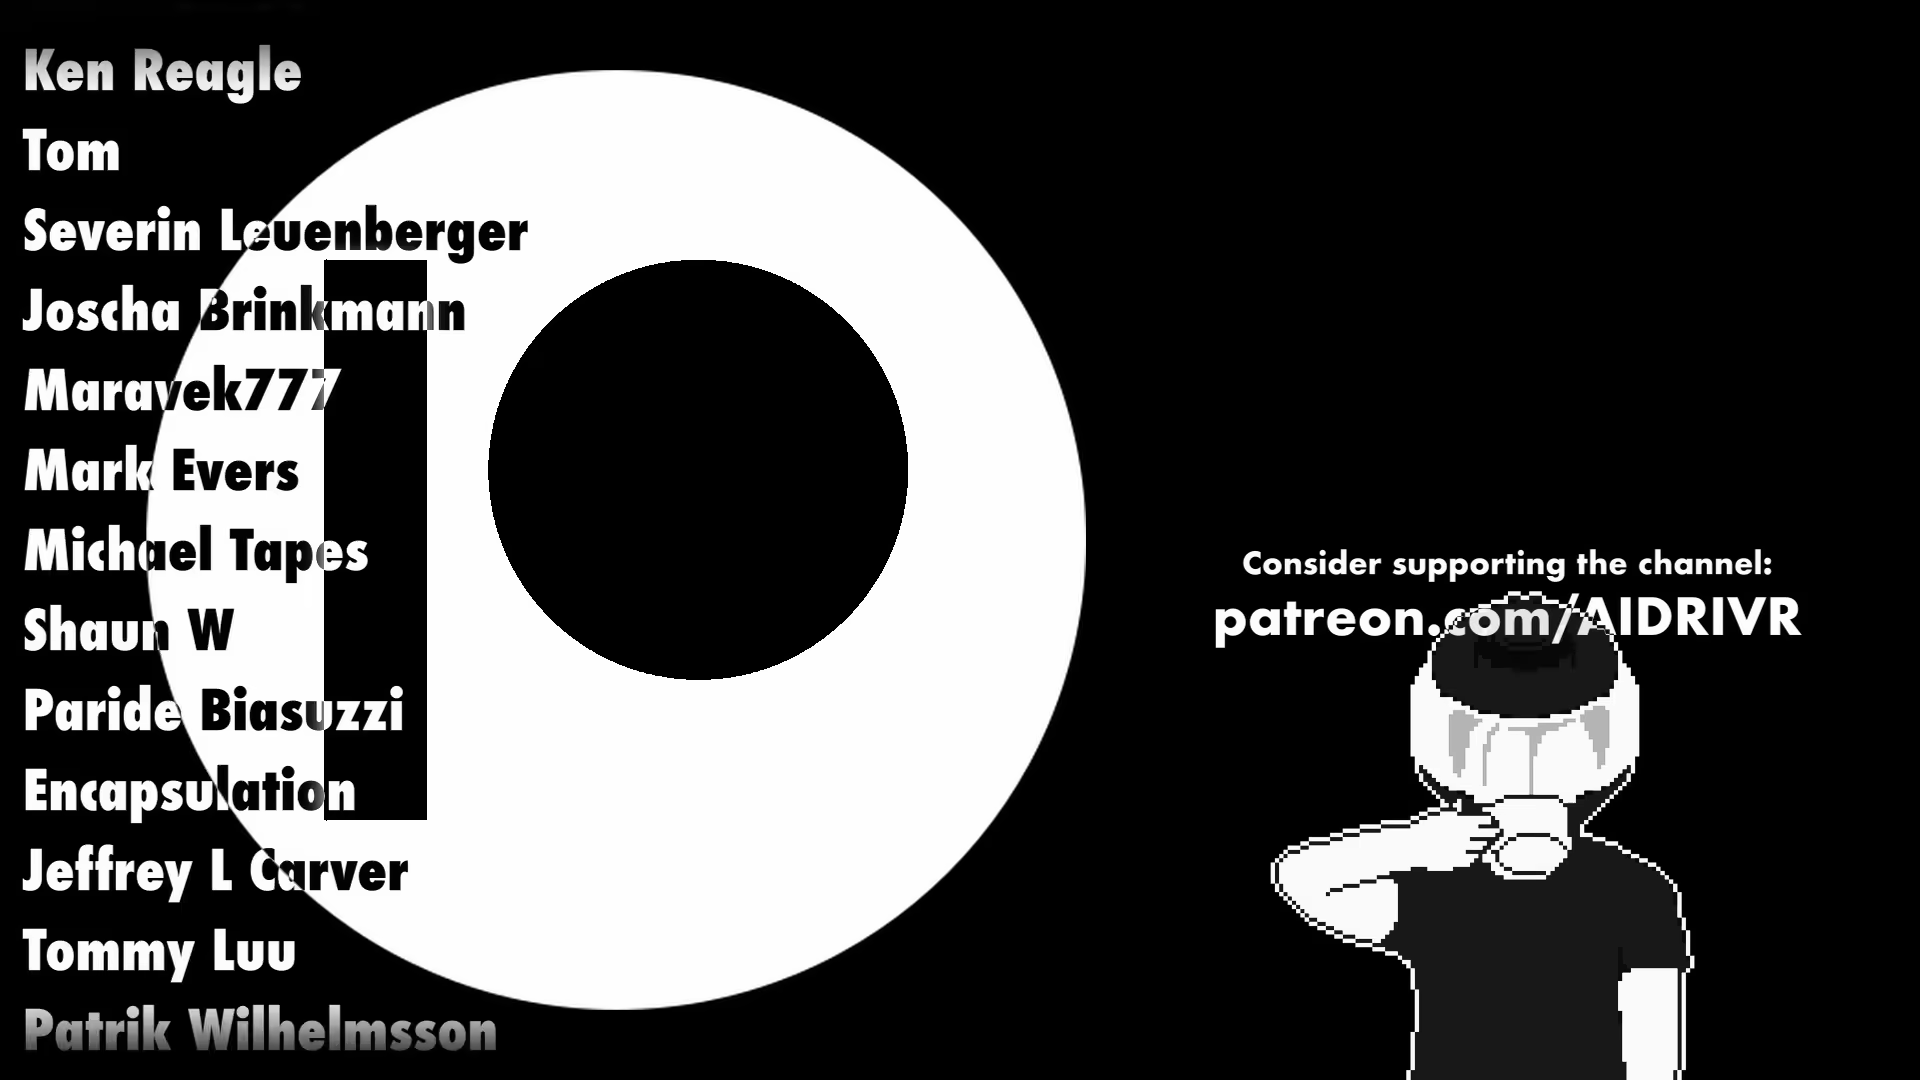 Ken Reagle
Tom
Severin Leuenberger
Joscha Brinkmann
Maravek777
Mark Evers
Michael Tapes
Shaun W
Paride Biasuzzi
Encapsulation
Jeffrey L Carver
Tommy Luu
Patrik Wilhelmsson
Consider supporting the channel:
patreon.com/AIDRIVR